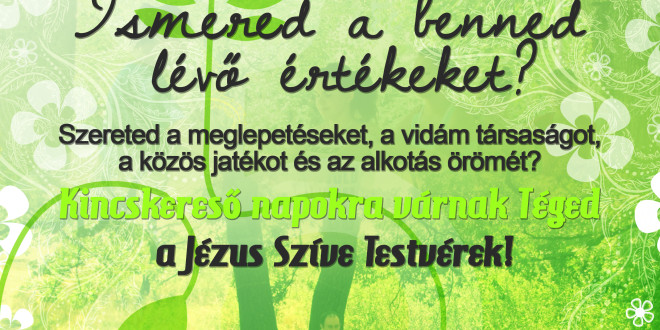 Ismered a benned
lévő értékeket?
Szereted a meglepetéseket, a vidám társaságot,
a közös jatékot és az alkotás örömét?
Kincskereső napokra várnak Téged
a Jézus Szíve Testvérek!